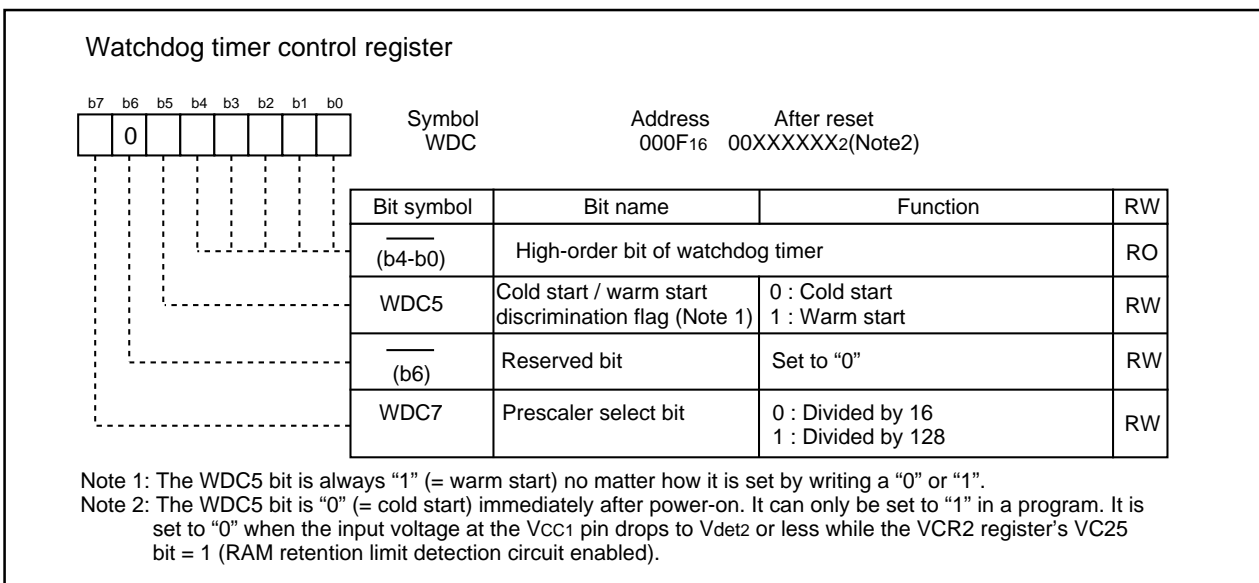 Watchdog timer control register
b7 b6 b5 b4 b3 b2 b1 b0
0
Symbol Address After reset
WDC 000F16 00XXXXXX2(Note2)
Bit symbol Bit name Function RW
(b4-b0) High-order bit of watchdog timer RO
WDC5 Cold start / warm start discrimination flag (Note 1) 0 : Cold start 1 : Warm start RW
(b6) Reserved bit Set to “0” RW
WDC7 Prescaler select bit 0 : Divided by 16 1 : Divided by 128 RW
Note 1: The WDC5 bit is always “1” (= warm start) no matter how it is set by writing a “0” or “1”.
Note 2: The WDC5 bit is “0” (= cold start) immediately after power-on. It can only be set to “1” in a program. It is
set to “0” when the input voltage at the VCC1 pin drops to Vdet2 or less while the VCR2 register's VC25
bit = 1 (RAM retention limit detection circuit enabled).